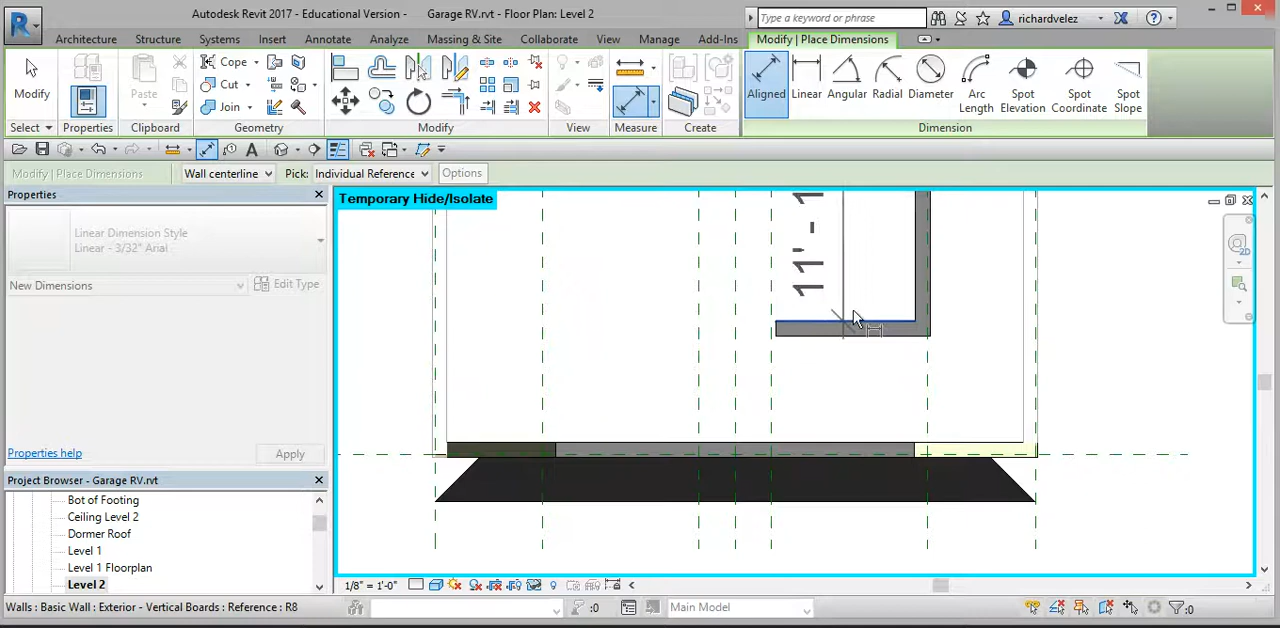 Autodesk Revit 2017 - Educational Version - Garage RV.rvt - Floor Plan: Level 2
Type a keyword or phrase
richardvelez
Architecture Structure Systems Insert Annotate Analyze Massing & Site Collaborate View Manage Add-Ins Modify | Place Dimensions
Modify Paste Cope Cut Join Aligned Linear Angular Radial Diameter Arc Length Spot Elevation Spot Coordinate Spot Slope
Select Properties Clipboard Geometry Modify View Measure Create Dimension
Modify | Place Dimensions Wall centerline Pick: Individual Reference Options
Properties
Temporary Hide/Isolate
Linear Dimension Style
Linear - 3/32" Arial
New Dimensions Edit Type
11' - 1
Properties help Apply
Project Browser - Garage RV.rvt
Bot of Footing
Ceiling Level 2
Dormer Roof
Level 1
Level 1 Floorplan
Level 2
1/8" = 1'-0"
Walls : Basic Wall : Exterior - Vertical Boards : Reference : R8
:0
Main Model
:0
2D